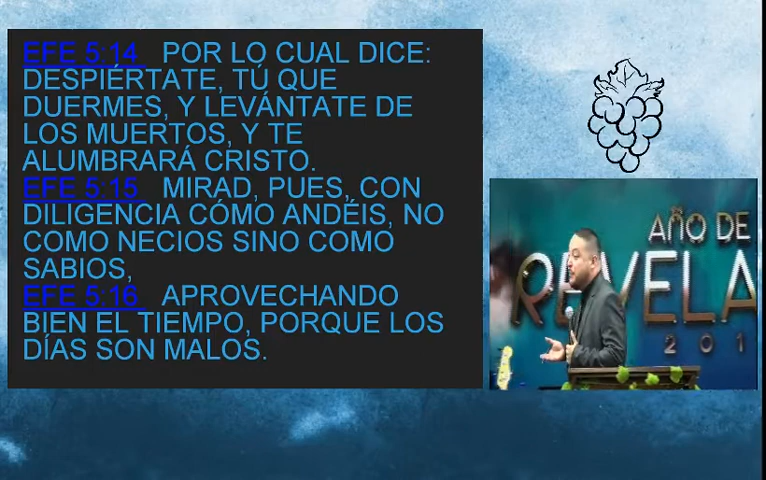 EFE 5:14 POR LO CUAL DICE:
DESPIÉRTATE, TÚ QUE
DUERMES, Y LEVÁNTATE DE
LOS MUERTOS, Y TE
ALUMBRARÁ CRISTO.
EFE 5:15 MIRAD, PUES, CON
DILIGENCIA CÓMO ANDÉIS, NO
COMO NECIOS SINO COMO
SABIOS,
EFE 5:16 APROVECHANDO
BIEN EL TIEMPO, PORQUE LOS
DÍAS SON MALOS.
AÑO DE
REVELA
201